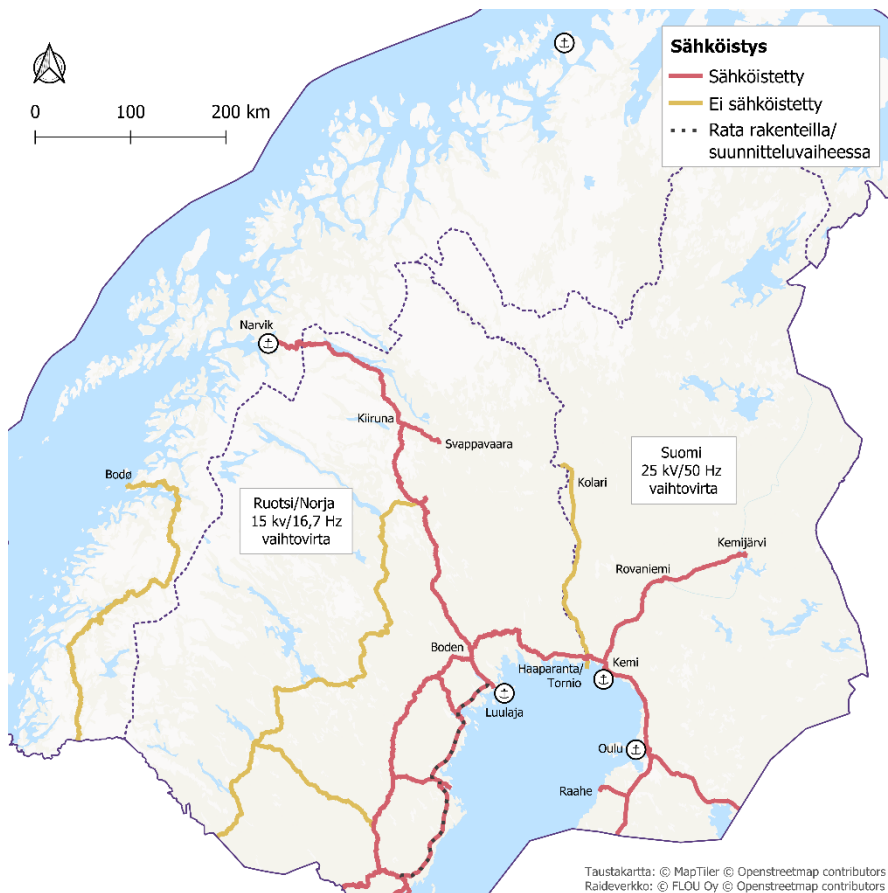 0 100 200 km
Sähköistys
Sähköistetty
Ei sähköistetty
Rata rakenteilla/
suunnitteluvaiheessa
Narvik
Kiiruna
Svappavaara
Bodø
Ruotsi/Norja
15 kv/16,7 Hz
vaihtovirta
Suomi
25 kV/50 Hz
vaihtovirta
Kolari
Kemijärvi
Rovaniemi
Boden
Haaparanta/
Tornio
Kemi
Luulaja
Oulu
Raahe
Taustakartta: © MapTiler © Openstreetmap contributors
Raideverkko: © FLOU Oy © Openstreetmap contributors